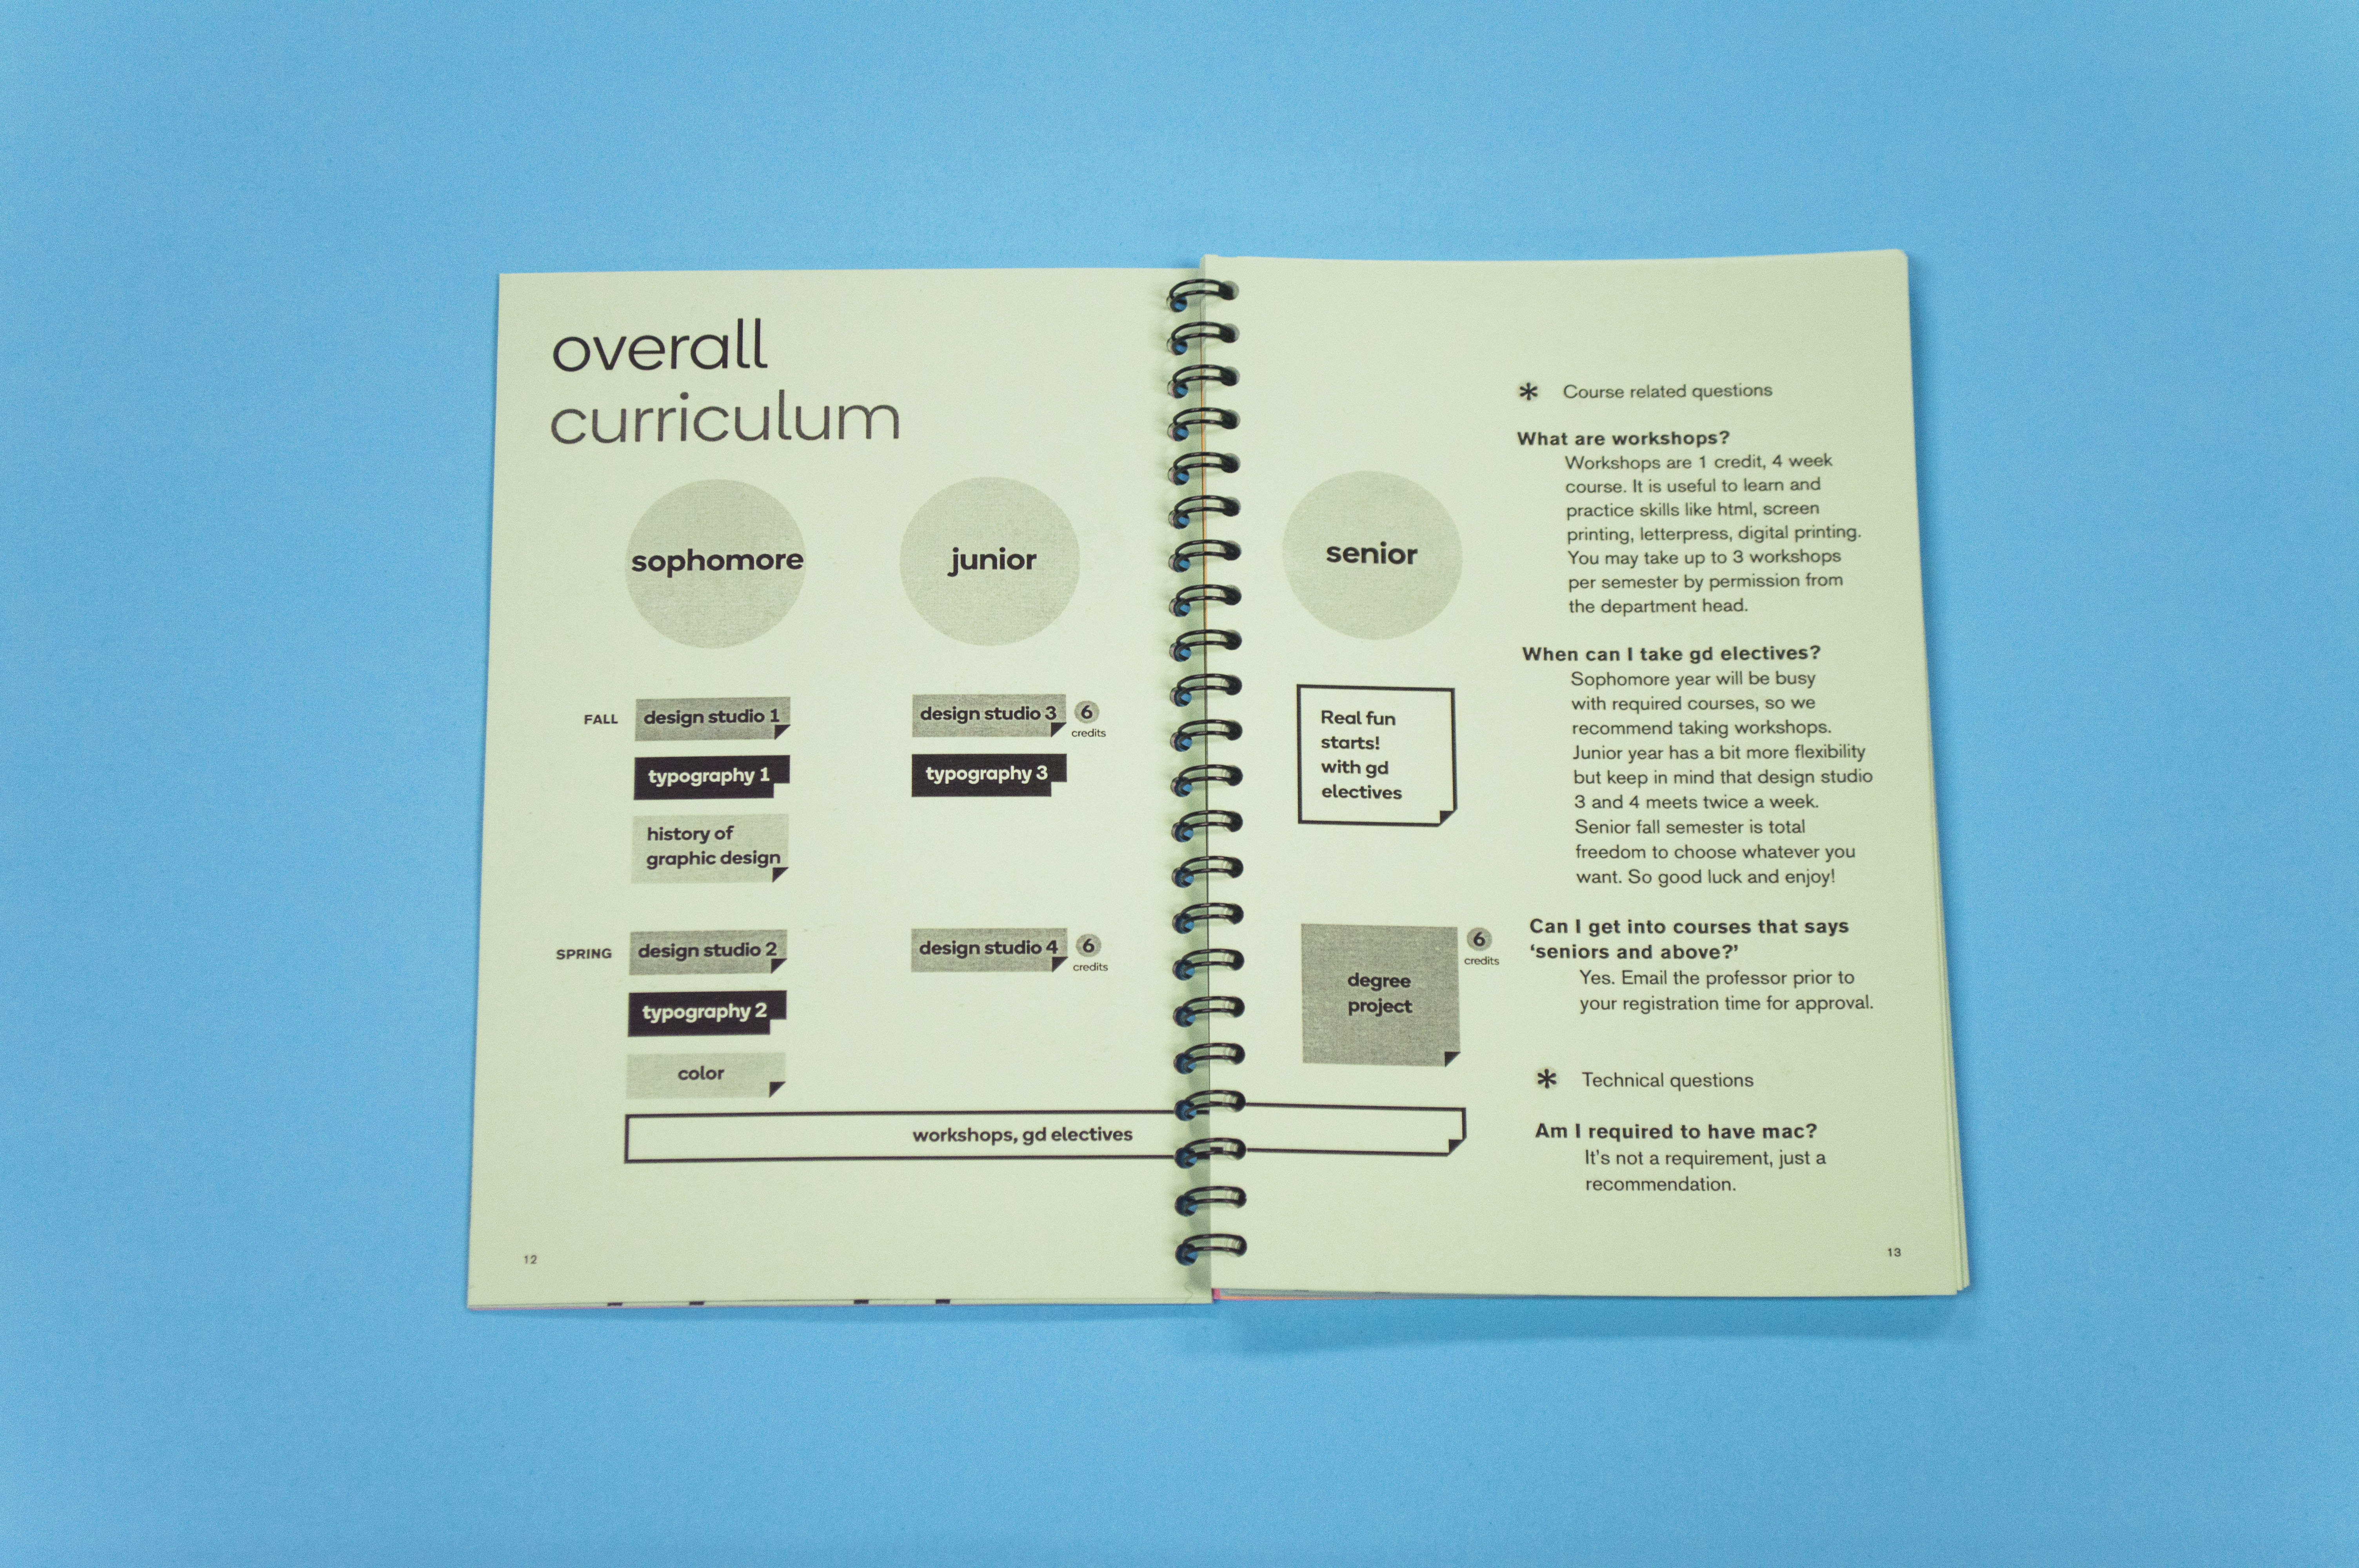 overall
curriculum
sophomore
junior
FALL
design studio 1
typography 1
history of
graphic design
design studio 3
6
credits
typography 3
SPRING
design studio 2
typography 2
color
design studio 4
6
credits
workshops, gd electives
12
senior
Real fun
starts!
with gd
electives
degree
project
6
credits
* Course related questions
What are workshops?
Workshops are 1 credit, 4 week
course. It is useful to learn and
practice skills like html, screen
printing, letterpress, digital printing.
You may take up to 3 workshops
per semester by permission from
the department head.
When can I take gd electives?
Sophomore year will be busy
with required courses, so we
recommend taking workshops.
Junior year has a bit more flexibility
but keep in mind that design studio
3 and 4 meets twice a week.
Senior fall semester is total
freedom to choose whatever you
want. So good luck and enjoy!
Can I get into courses that says
‘seniors and above?’
Yes. Email the professor prior to
your registration time for approval.
* Technical questions
Am I required to have mac?
It's not a requirement, just a
recommendation.
13